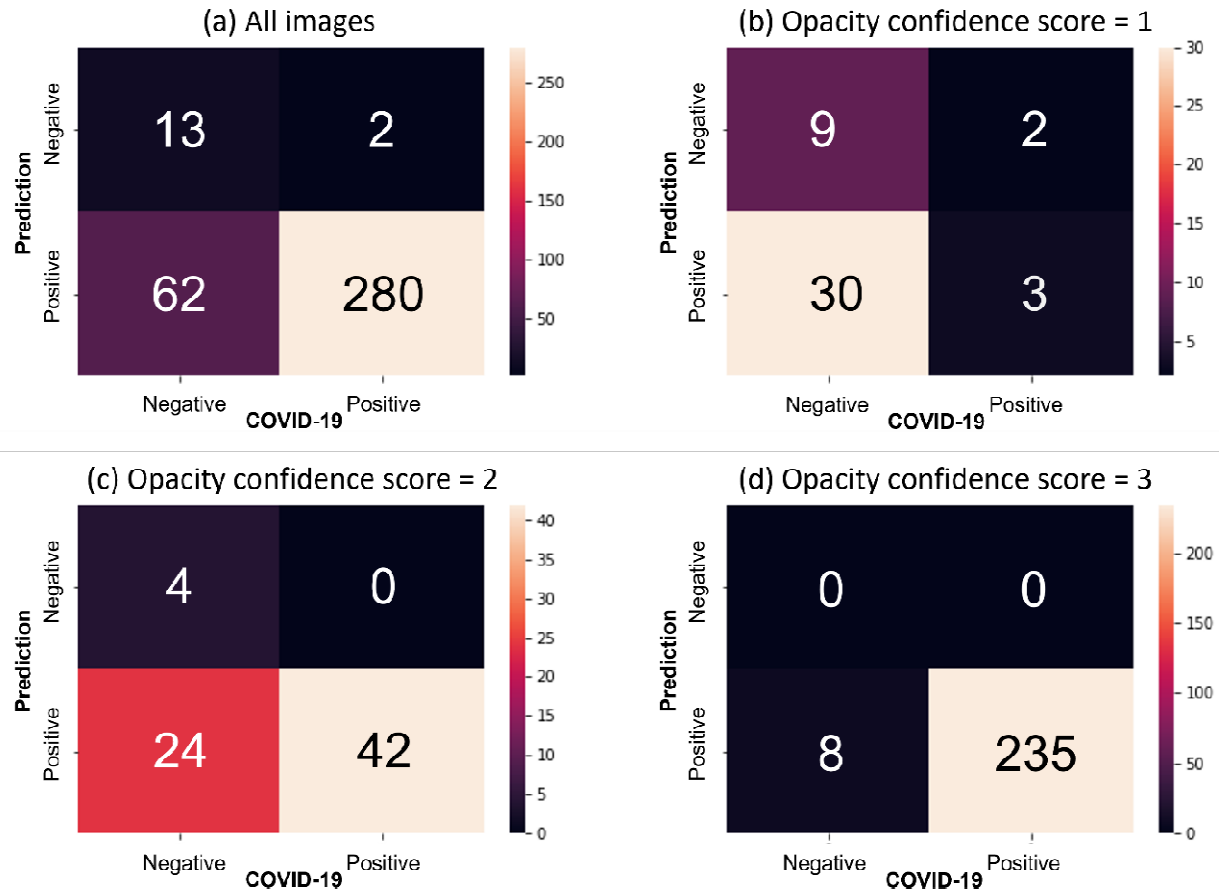 (a) All images
Prediction
Negative
Positive
13
2
62
280
250
200
150
100
50
Negative
Positive
COVID-19
(b) Opacity confidence score = 1
Prediction
Negative
Positive
9
2
30
3
30
25
20
15
10
5
Negative
Positive
COVID-19
(c) Opacity confidence score = 2
Prediction
Negative
Positive
4
0
24
42
40
35
30
25
20
15
10
5
0
Negative
Positive
COVID-19
(d) Opacity confidence score = 3
Prediction
Negative
Positive
0
0
8
235
200
150
100
50
0
Negative
Positive
COVID-19